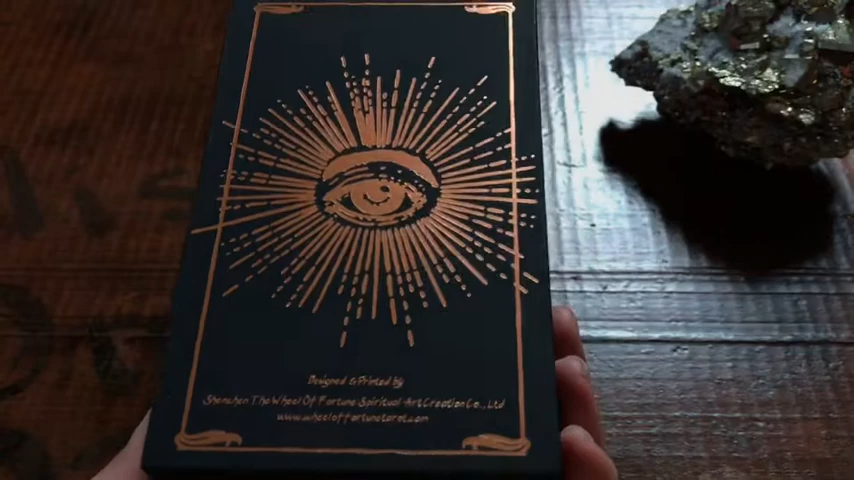 Designed & Printed by
Shenzhen The Wheel Of Fortune Spiritual Art Creation Co., Ltd
www.wheeloffortunetarot.com